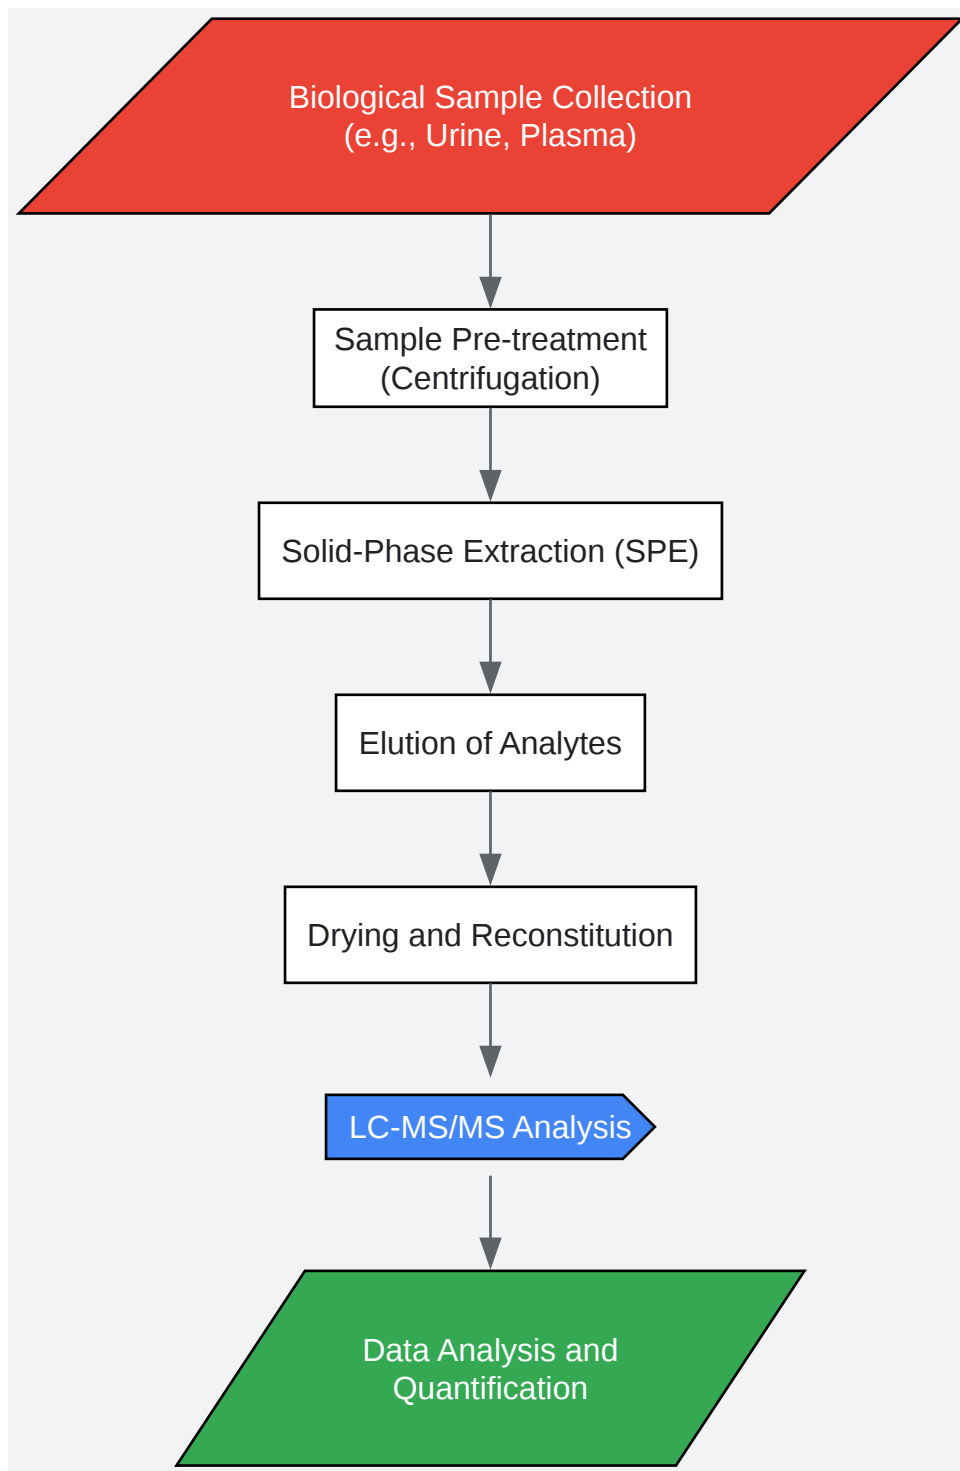 Biological Sample Collection
(e.g., Urine, Plasma)
Sample Pre-treatment
(Centrifugation)
Solid-Phase Extraction (SPE)
Elution of Analytes
Drying and Reconstitution
LC-MS/MS Analysis
Data Analysis and
Quantification